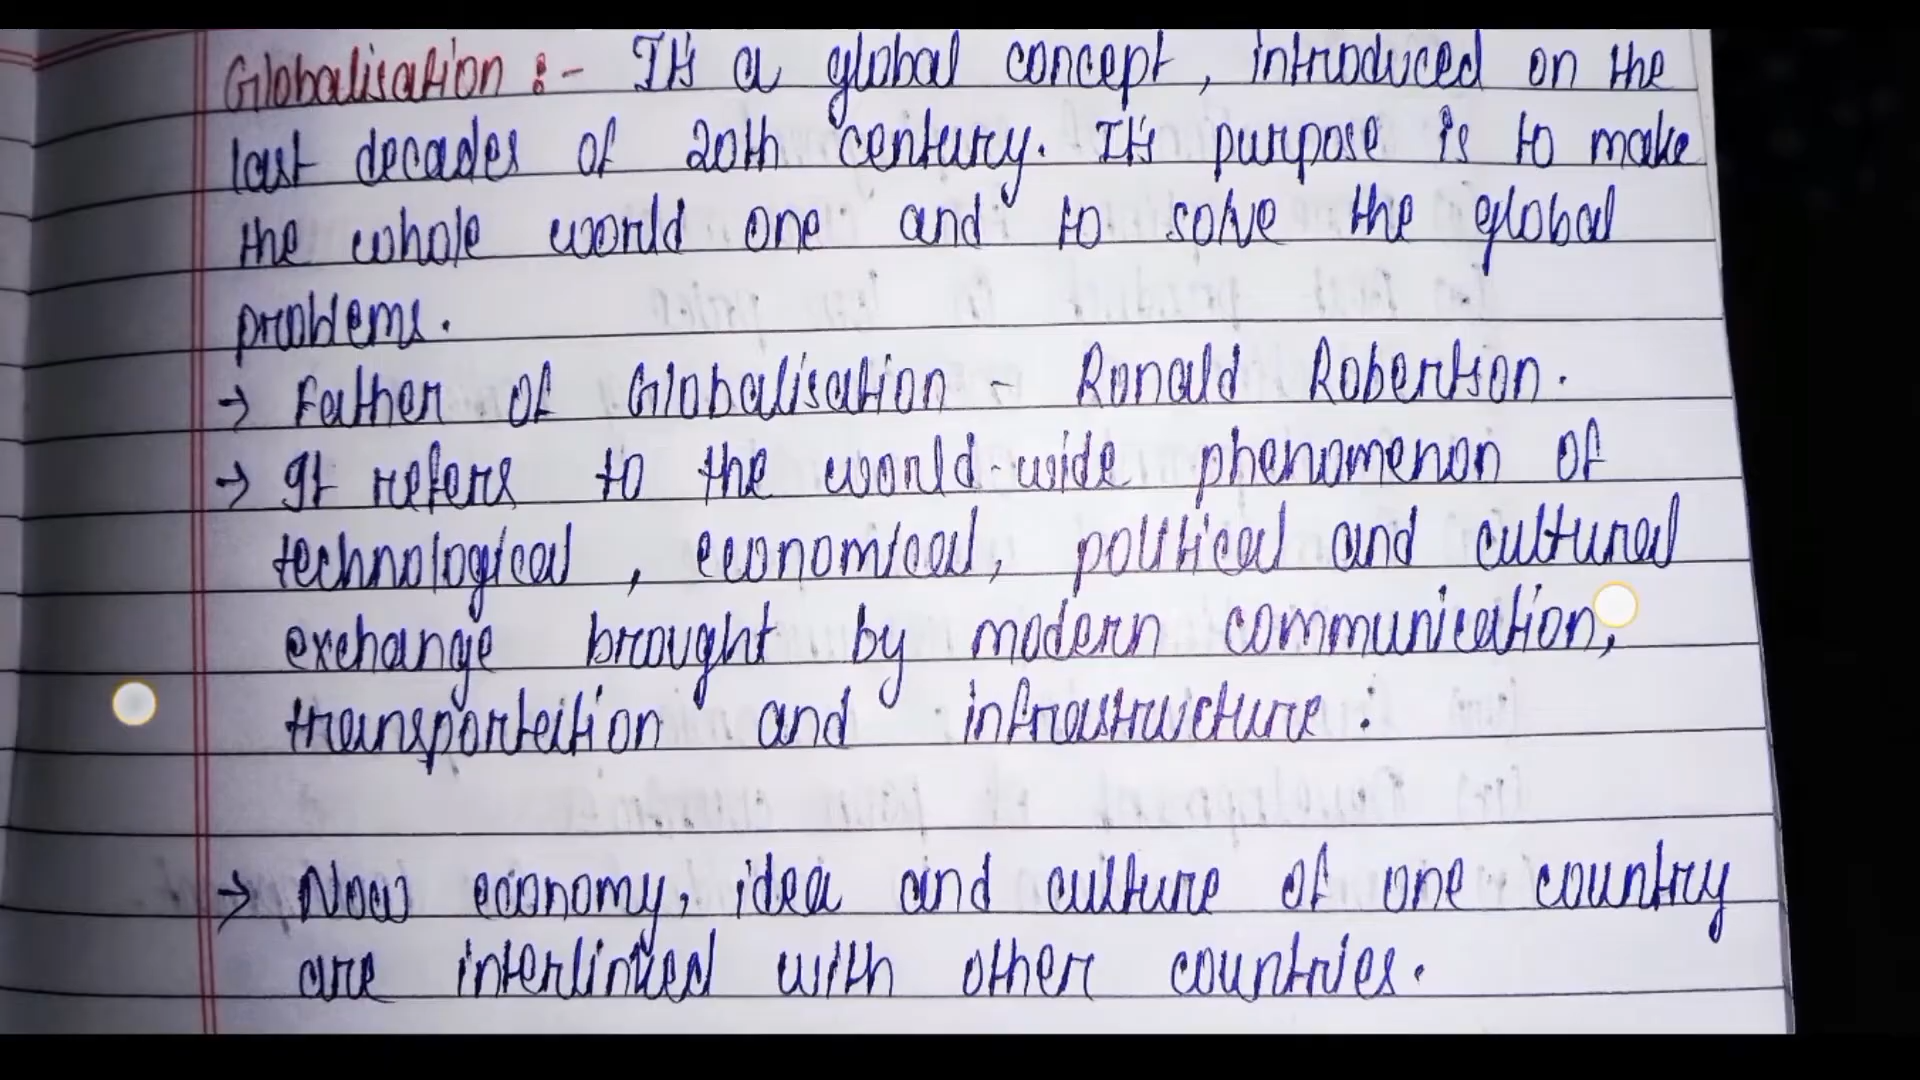 Globalisation :- It's a global concept, introduced on the
last decades of 20th century. It's purpose is to make
the whole world one and to solve the global
problems.
→ Father of Globalisation - Ronald Robertson.
→ It refers to the world-wide phenomenon of
technological, economical, political and cultural
exchange brought by modern communication,
transportation and infrastructure.
→ Now economy, idea and culture of one country
are interlinked with other countries.